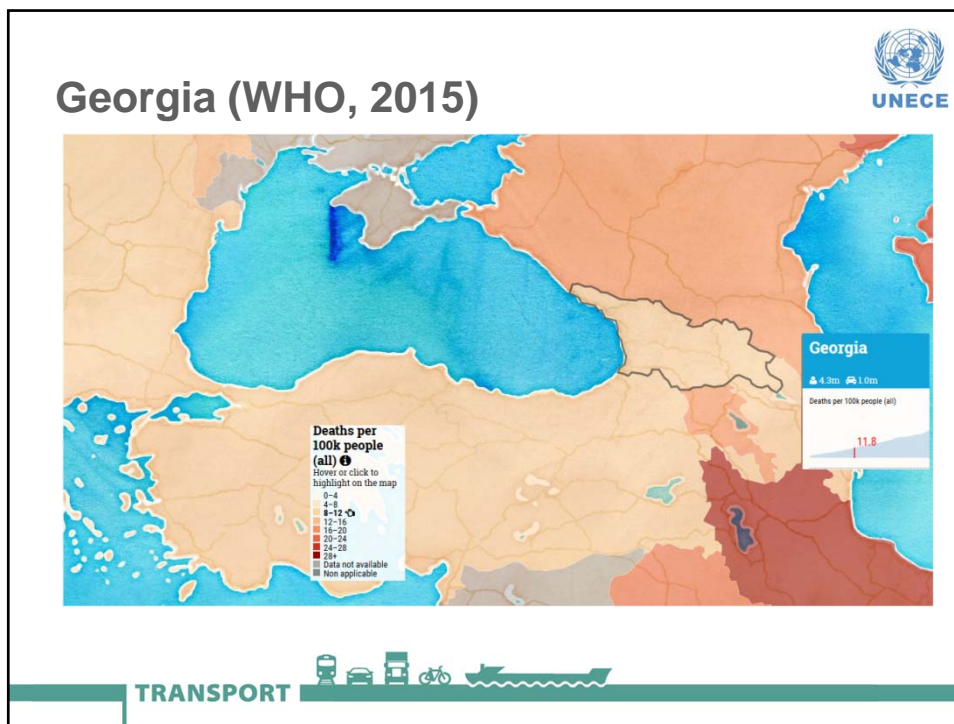 Georgia (WHO, 2015)
UNECE
Georgia
4.3m 1.0m
Deaths per 100k people (all)
11.8
Deaths per
100k people
(all)
Hover or click to
highlight on the map
0–4
4–8
8–12
12–16
16–20
20–24
24–28
28+
Data not available
Non applicable
TRANSPORT